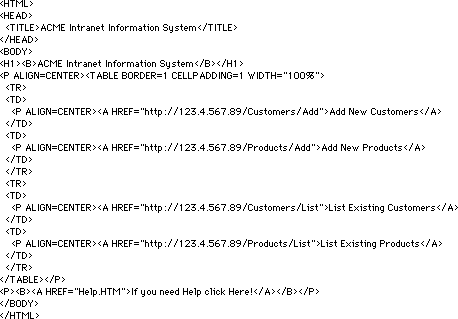 <HTML>
<HEAD>
<TITLE>ACME Intranet Information System</TITLE>
</HEAD>
<BODY>
<H1><B>ACME Intranet Information System</B></H1>
<P ALIGN=CENTER><TABLE BORDER=1 CELLPADDING=1 WIDTH="100%">
<TR>
<TD>
<P ALIGN=CENTER><A HREF="http://123.4.567.89/Customers/Add">Add New Customers</A>
</TD>
<TD>
<P ALIGN=CENTER><A HREF="http://123.4.567.89/Products/Add">Add New Products</A>
</TD>
</TR>
<TR>
<TD>
<P ALIGN=CENTER><A HREF="http://123.4.567.89/Customers/List">List Existing Customers</A>
</TD>
<TD>
<P ALIGN=CENTER><A HREF="http://123.4.567.89/Products/List">List Existing Products</A>
</TD>
</TR>
</TABLE></P>
<P><B><A HREF="Help.HTM">If you need Help click Here!</A></B></P>
</BODY>
</HTML>